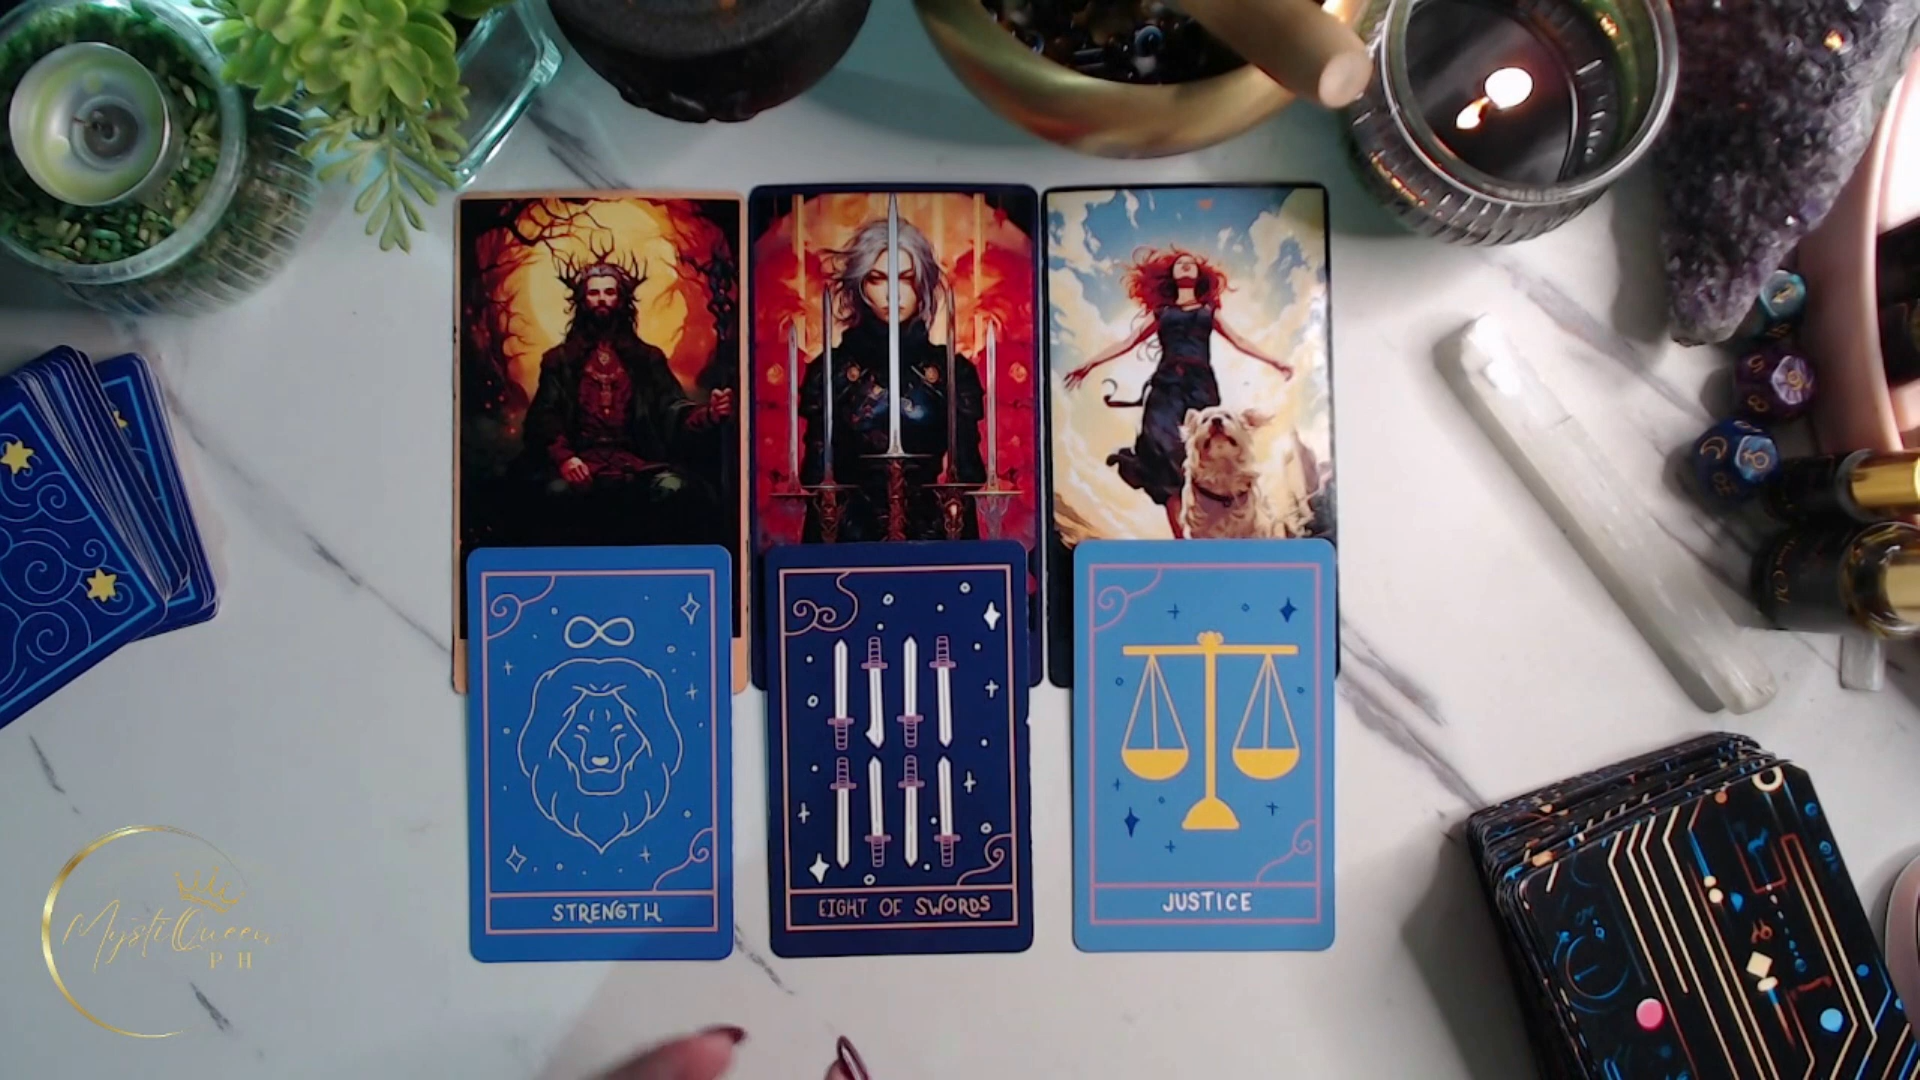 STRENGTH
EIGHT OF SWORDS
JUSTICE
MystiQueen
PH